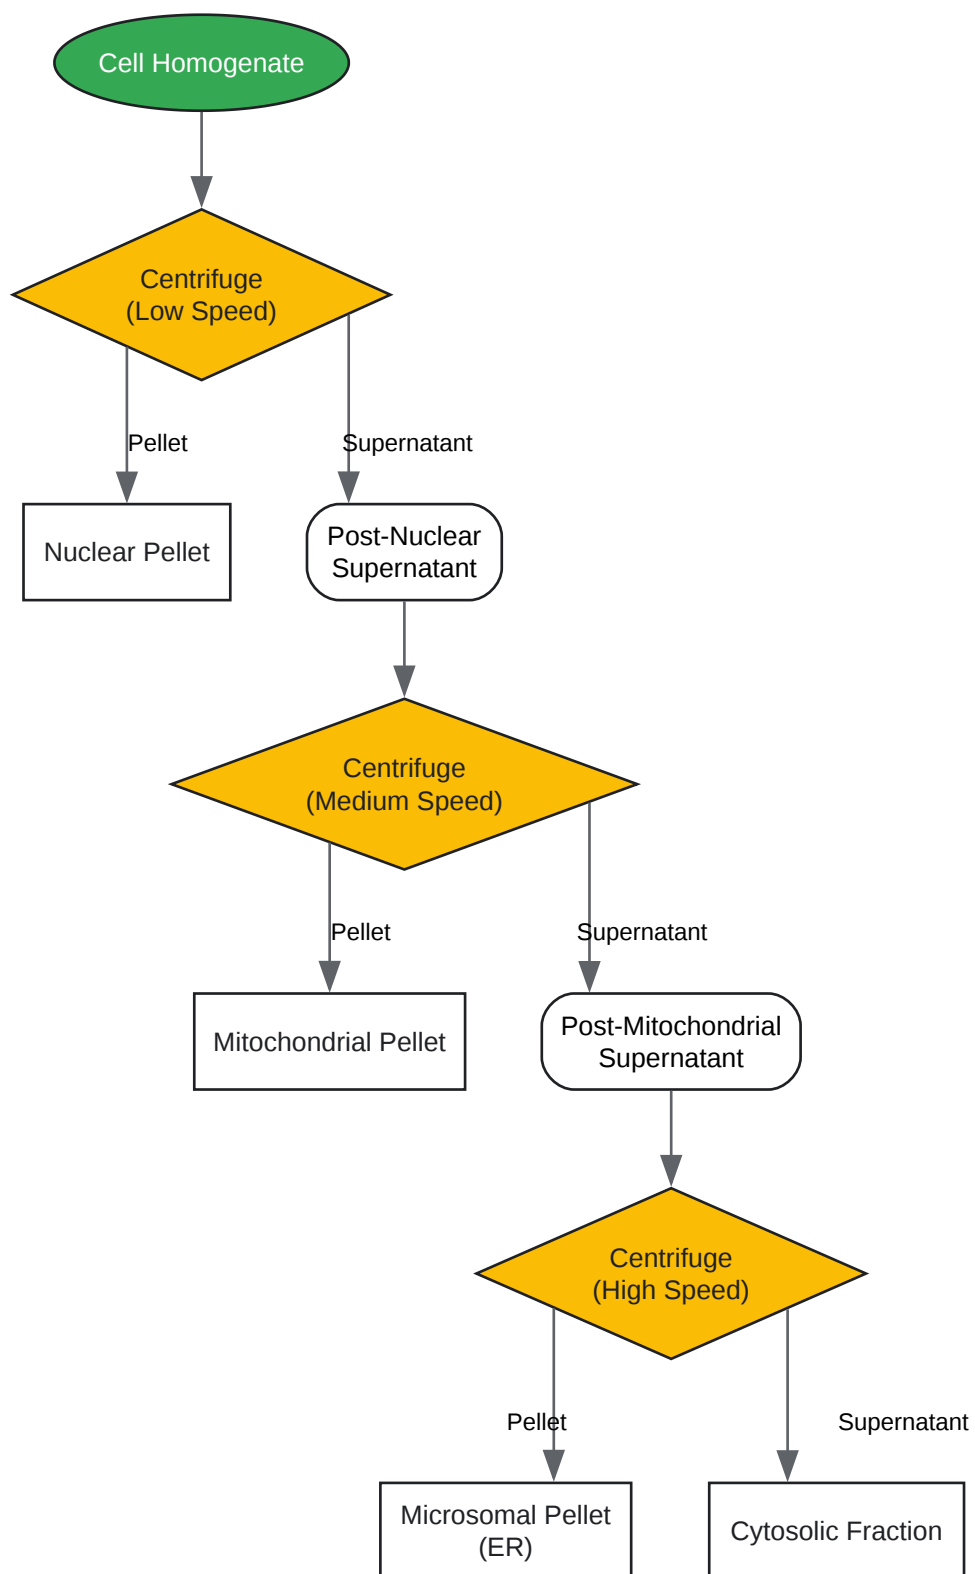 Cell Homogenate
Centrifuge
(Low Speed)
Pellet
Supernatant
Nuclear Pellet
Post-Nuclear
Supernatant
Centrifuge
(Medium Speed)
Pellet
Supernatant
Mitochondrial Pellet
Post-Mitochondrial
Supernatant
Centrifuge
(High Speed)
Pellet
Supernatant
Microsomal Pellet
(ER)
Cytosolic Fraction